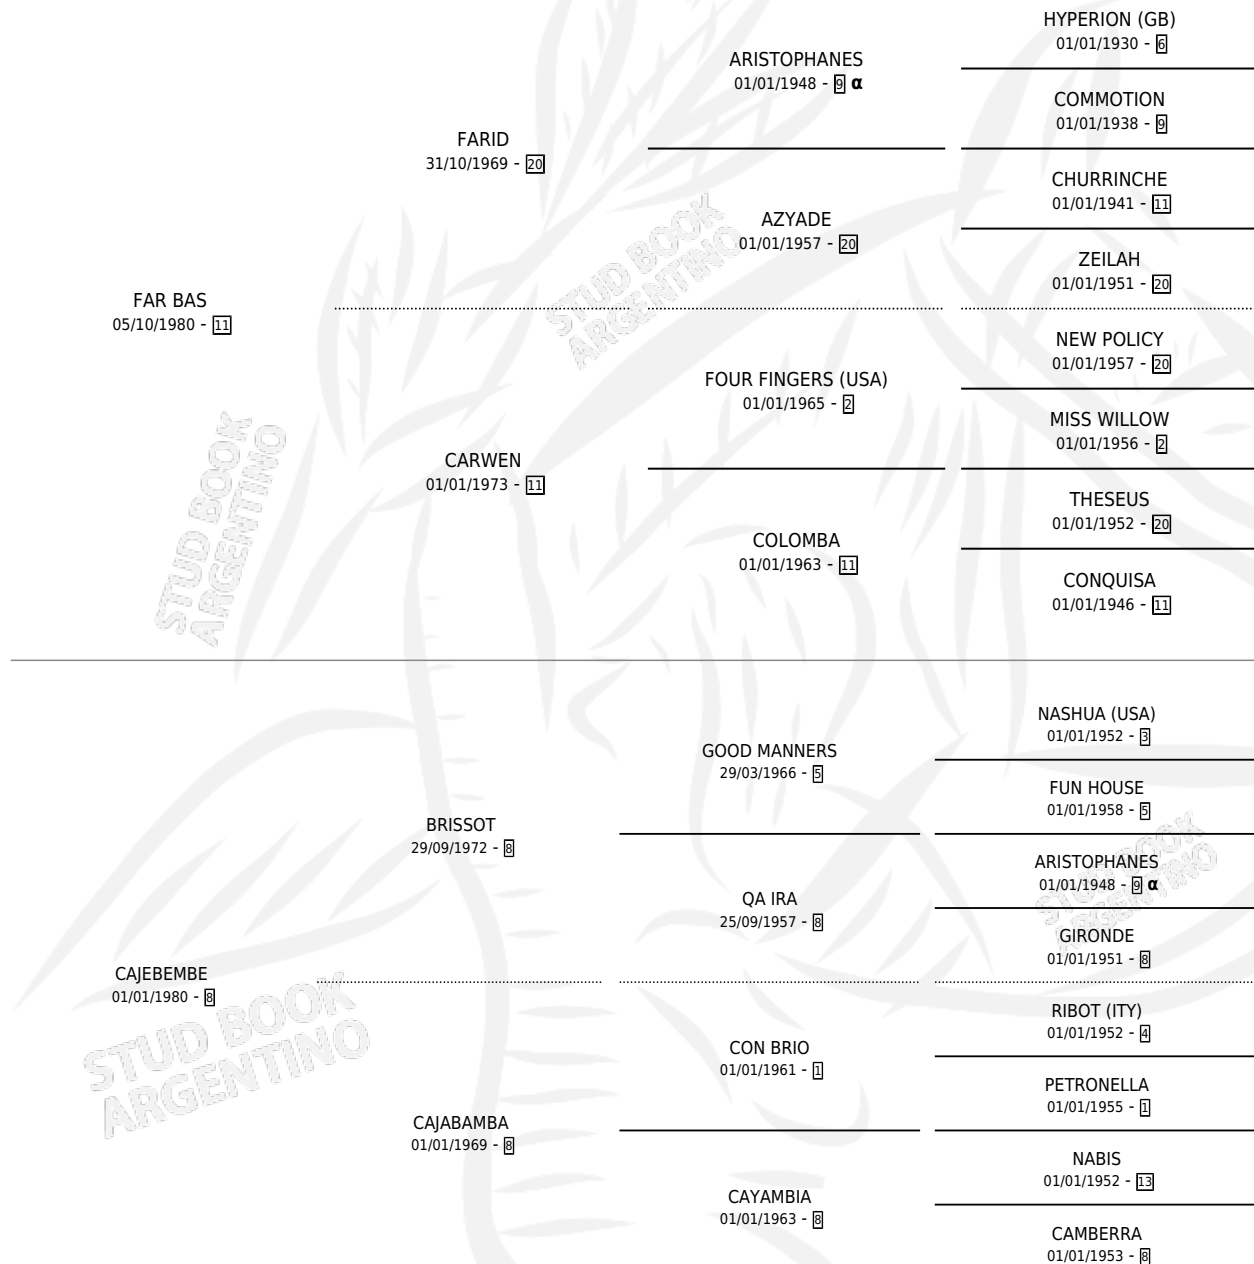 HYPERION (GB)
01/01/1930 - 6
ARISTOPHANES
01/01/1948 - 9 α
COMMOTION
01/01/1938 - 9
FARID
31/10/1969 - 20
CHURRINCHE
01/01/1941 - 11
AZYADE
01/01/1957 - 20
ZEILAH
01/01/1951 - 20
FAR BAS
05/10/1980 - 11
NEW POLICY
01/01/1957 - 20
FOUR FINGERS (USA)
01/01/1965 - 2
MISS WILLOW
01/01/1956 - 2
CARWEN
01/01/1973 - 11
THESEUS
01/01/1952 - 20
COLOMBA
01/01/1963 - 11
CONQUISA
01/01/1946 - 11
NASHUA (USA)
01/01/1952 - 3
GOOD MANNERS
29/03/1966 - 5
FUN HOUSE
01/01/1958 - 5
BRISSOT
29/09/1972 - 8
ARISTOPHANES
01/01/1948 - 9 α
QA IRA
25/09/1957 - 8
GIRONDE
01/01/1951 - 8
CAJEBEMBE
01/01/1980 - 8
RIBOT (ITY)
01/01/1952 - 4
CON BRIO
01/01/1961 - 1
PETRONELLA
01/01/1955 - 1
CAJABAMBA
01/01/1969 - 8
NABIS
01/01/1952 - 13
CAYAMBIA
01/01/1963 - 8
CAMBERRA
01/01/1953 - 8
STUD BOOK
ARGENTINO
STUD BOOK
ARGENTINO
STUD BOOK
ARGENTINO
STUD BOOK
ARGENTINO